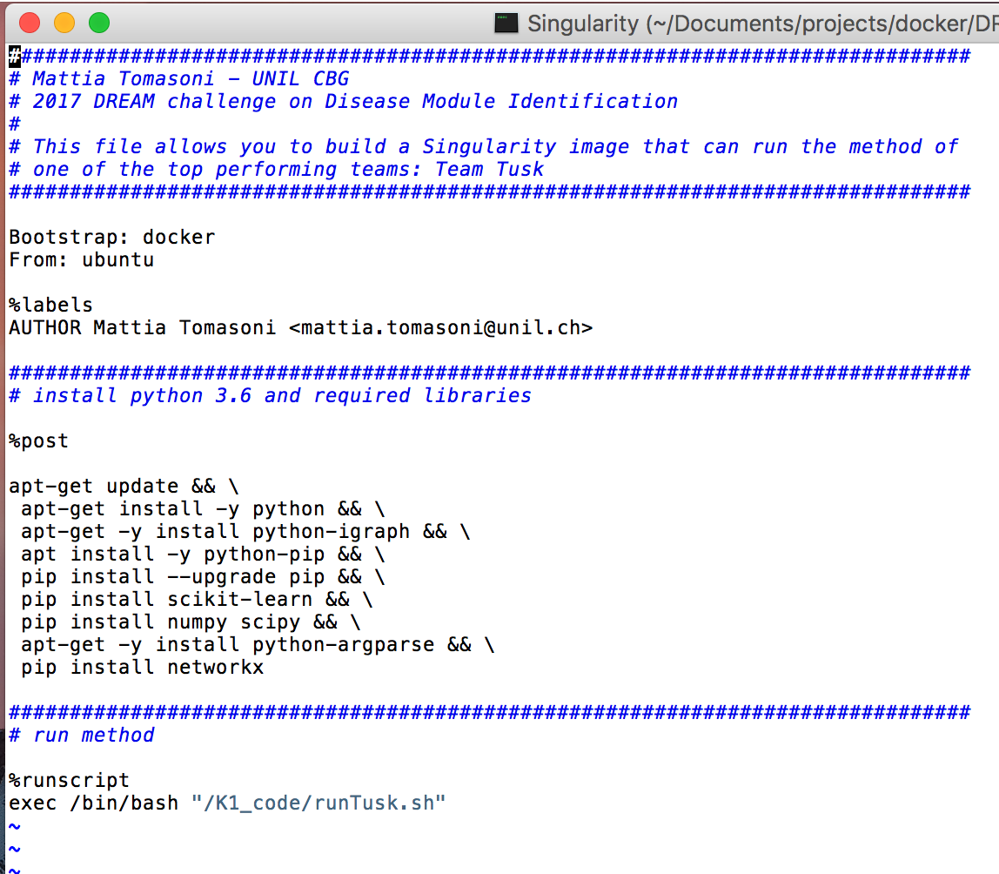 Singularity (~/Documents/projects/docker/DR
###############################################################################
# Mattia Tomasoni - UNIL CBG
# 2017 DREAM challenge on Disease Module Identification
#
# This file allows you to build a Singularity image that can run the method of
# one of the top performing teams: Team Tusk
###############################################################################
Bootstrap: docker
From: ubuntu
%labels
AUTHOR Mattia Tomasoni <mattia.tomasoni@unil.ch>
###############################################################################
# install python 3.6 and required libraries
%post
apt-get update && \
apt-get install -y python && \
apt-get -y install python-igraph && \
apt install -y python-pip && \
pip install --upgrade pip && \
pip install scikit-learn && \
pip install numpy scipy && \
apt-get -y install python-argparse && \
pip install networkx
###############################################################################
# run method
%runscript
exec /bin/bash "/K1_code/runTusk.sh"
~
~
~